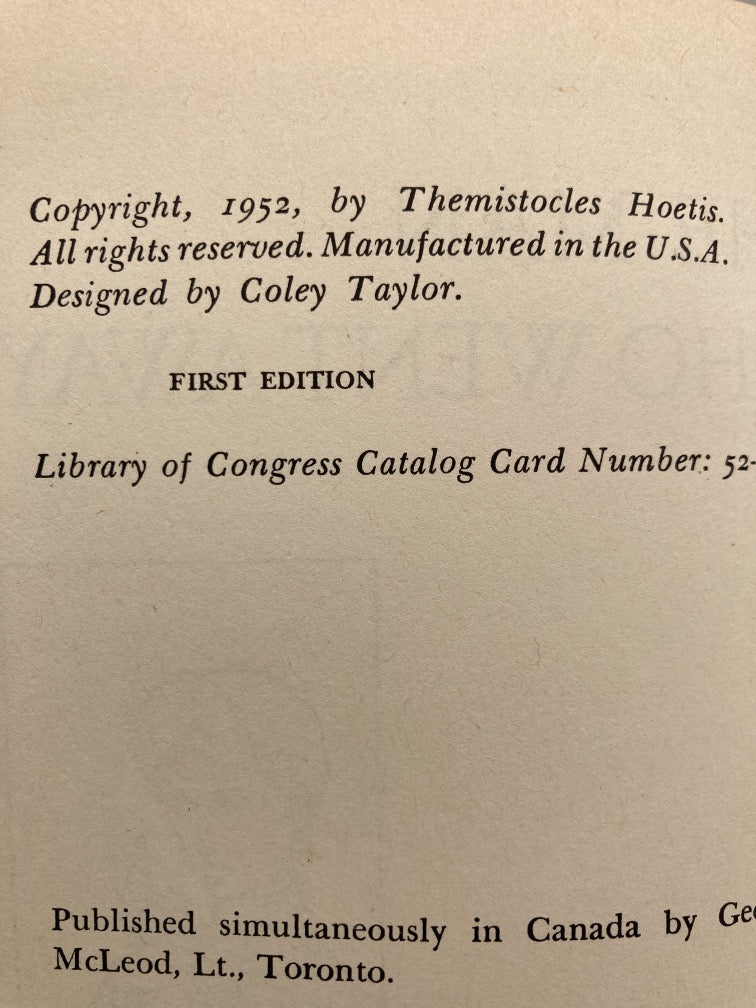 Copyright, 1952, by Themistocles Hoetis.
All rights reserved. Manufactured in the U.S.A.
Designed by Coley Taylor.
FIRST EDITION
Library of Congress Catalog Card Number: 52-
Published simultaneously in Canada by
McLeod, Lt., Toronto.